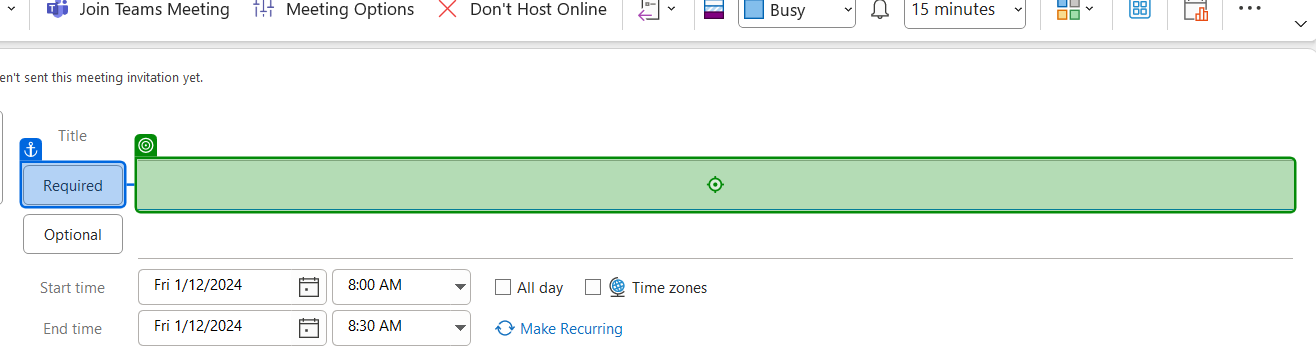 Join Teams Meeting Meeting Options Don't Host Online Busy 15 minutes
en't sent this meeting invitation yet.
Title
Required
Optional
Start time Fri 1/12/2024 8:00 AM All day Time zones
End time Fri 1/12/2024 8:30 AM Make Recurring